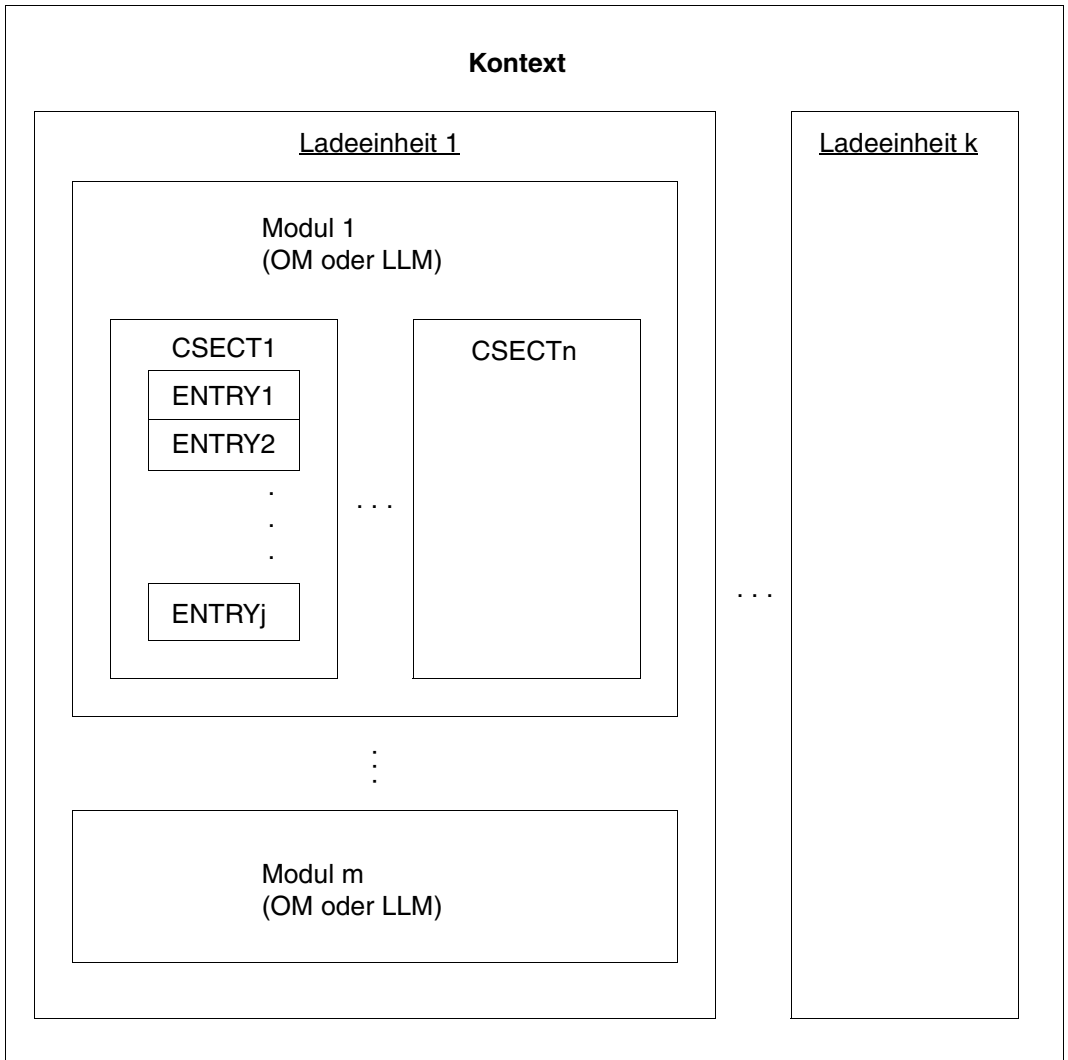 Kontext
Ladeeinheit 1
Modul 1
(OM oder LLM)
CSECT1
ENTRY1
ENTRY2
.
.
.
ENTRYj
. . .
CSECTn
.
.
.
Modul m
(OM oder LLM)
. . .
Ladeeinheit k